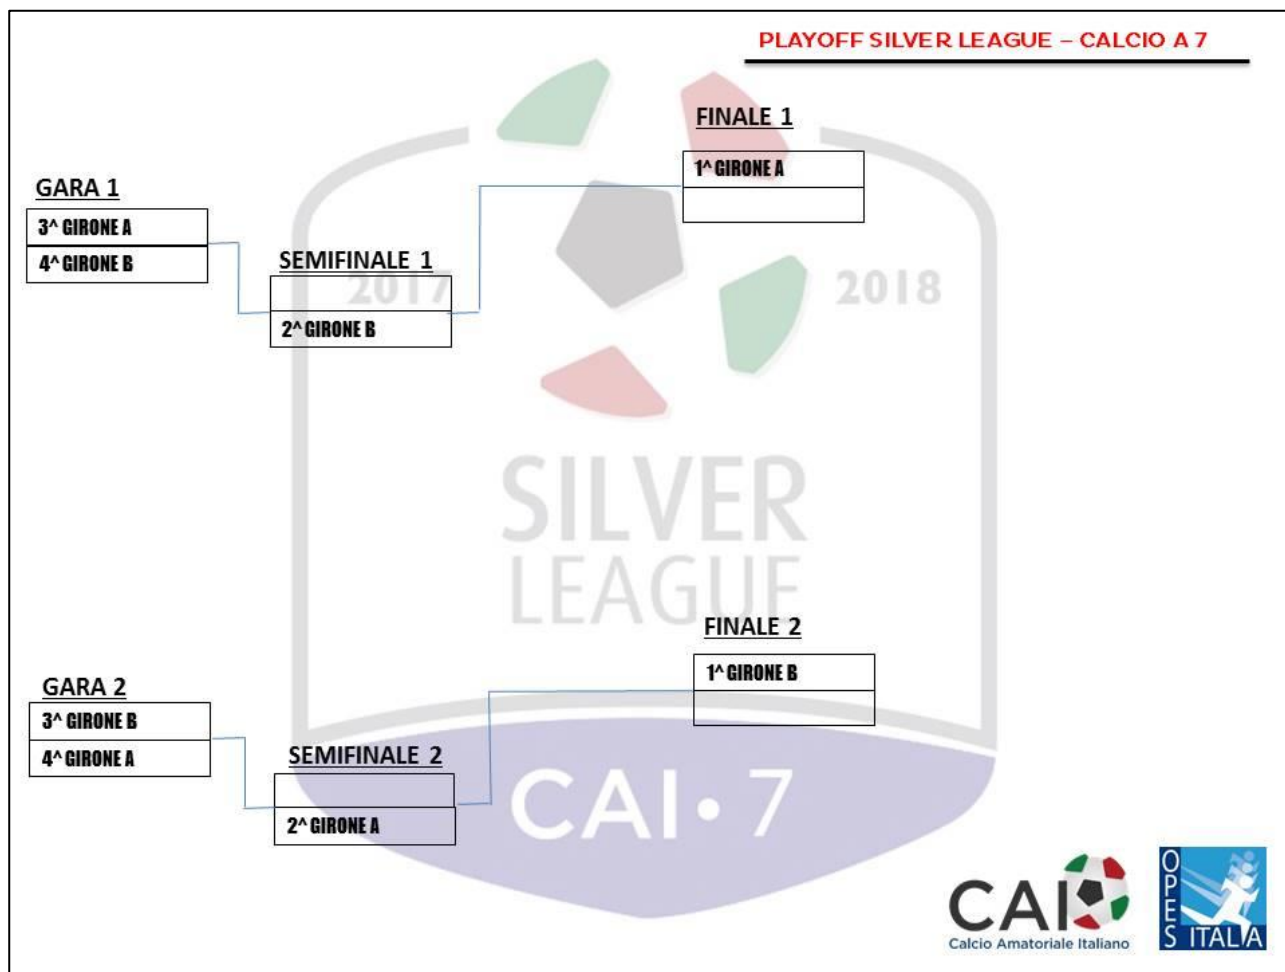 PLAYOFF SILVER LEAGUE – CALCIO A 7
FINALE 1
1^ GIRONE A
GARA 1
3^ GIRONE A
4^ GIRONE B
SEMIFINALE 1
2^ GIRONE B
2017
2018
SILVER
LEAGUE
FINALE 2
1^ GIRONE B
GARA 2
3^ GIRONE B
4^ GIRONE A
SEMIFINALE 2
2^ GIRONE A
CAI • 7
CAI
Calcio Amatoriale Italiano
OPES
ITALIA